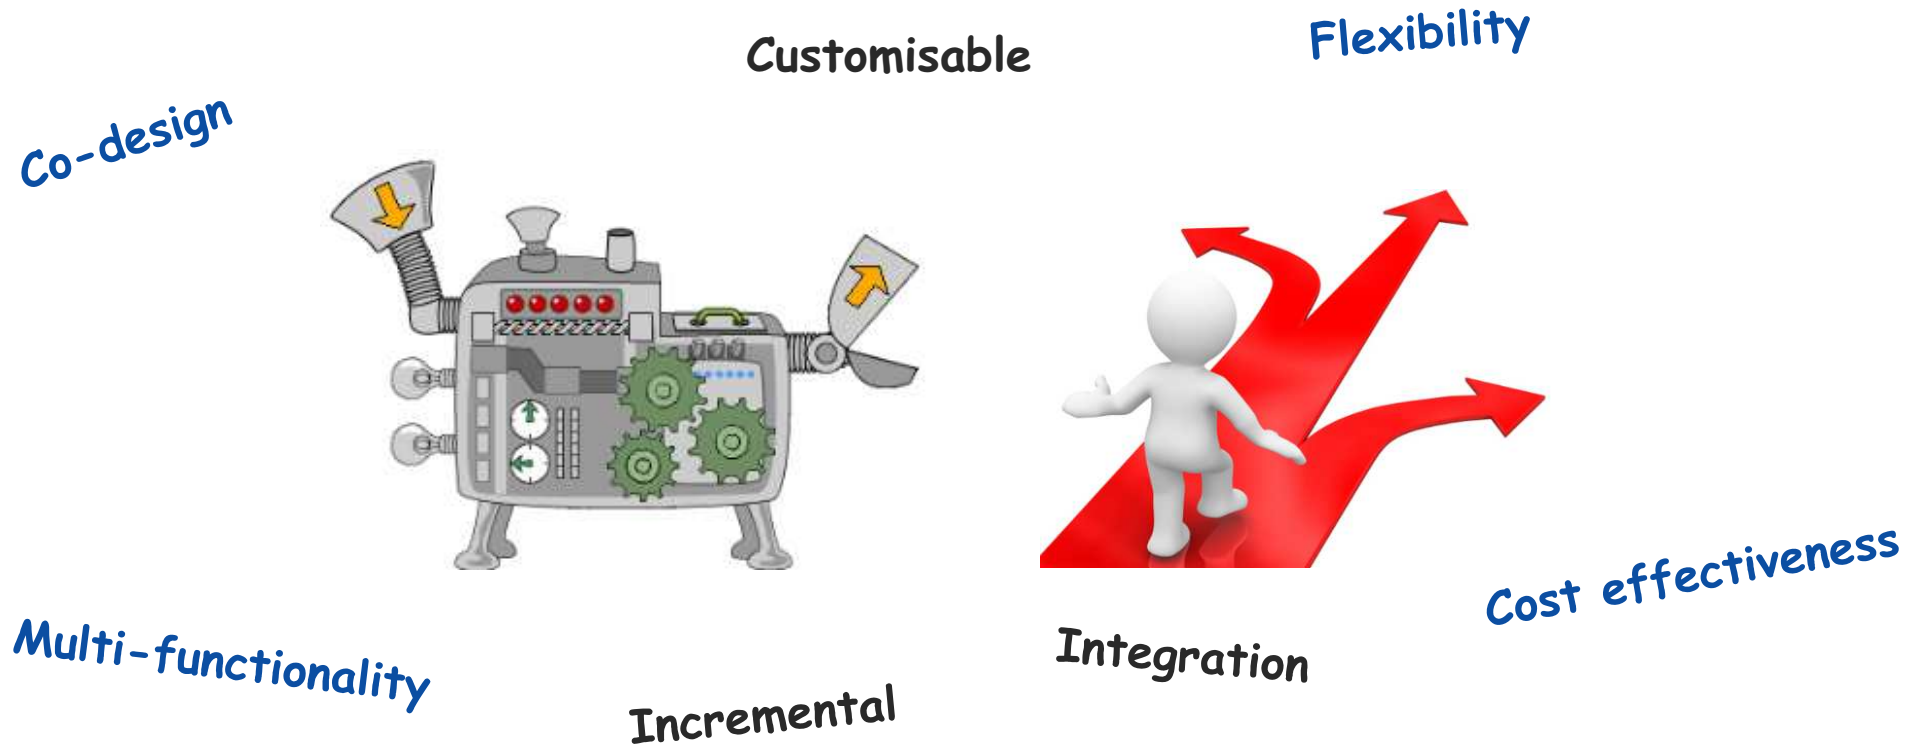 Flexibility
Customisable
Co-design
Cost effectiveness
Multi-functionality
Integration
Incremental